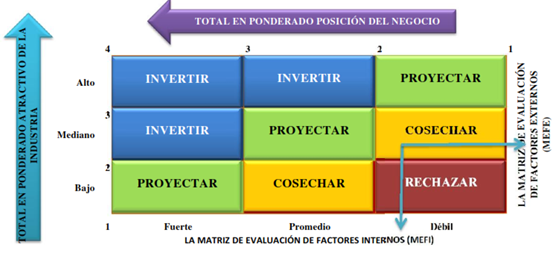 TOTAL EN PONDERADO POSICIÓN DEL NEGOCIO
TOTAL EN PONDERADO ATRACTIVO DE LA
INDUSTRIA
4 3 2 1
Alto INVERTIR INVERTIR PROYECTAR
3
Mediano INVERTIR PROYECTAR COSECHAR
2
Bajo PROYECTAR COSECHAR RECHAZAR
1 Fuerte Promedio Débil
LA MATRIZ DE EVALUACIÓN DE FACTORES INTERNOS (MEFI)
LA MATRIZ DE EVALUACIÓN
DE FACTORES EXTERNOS
(MEFE)